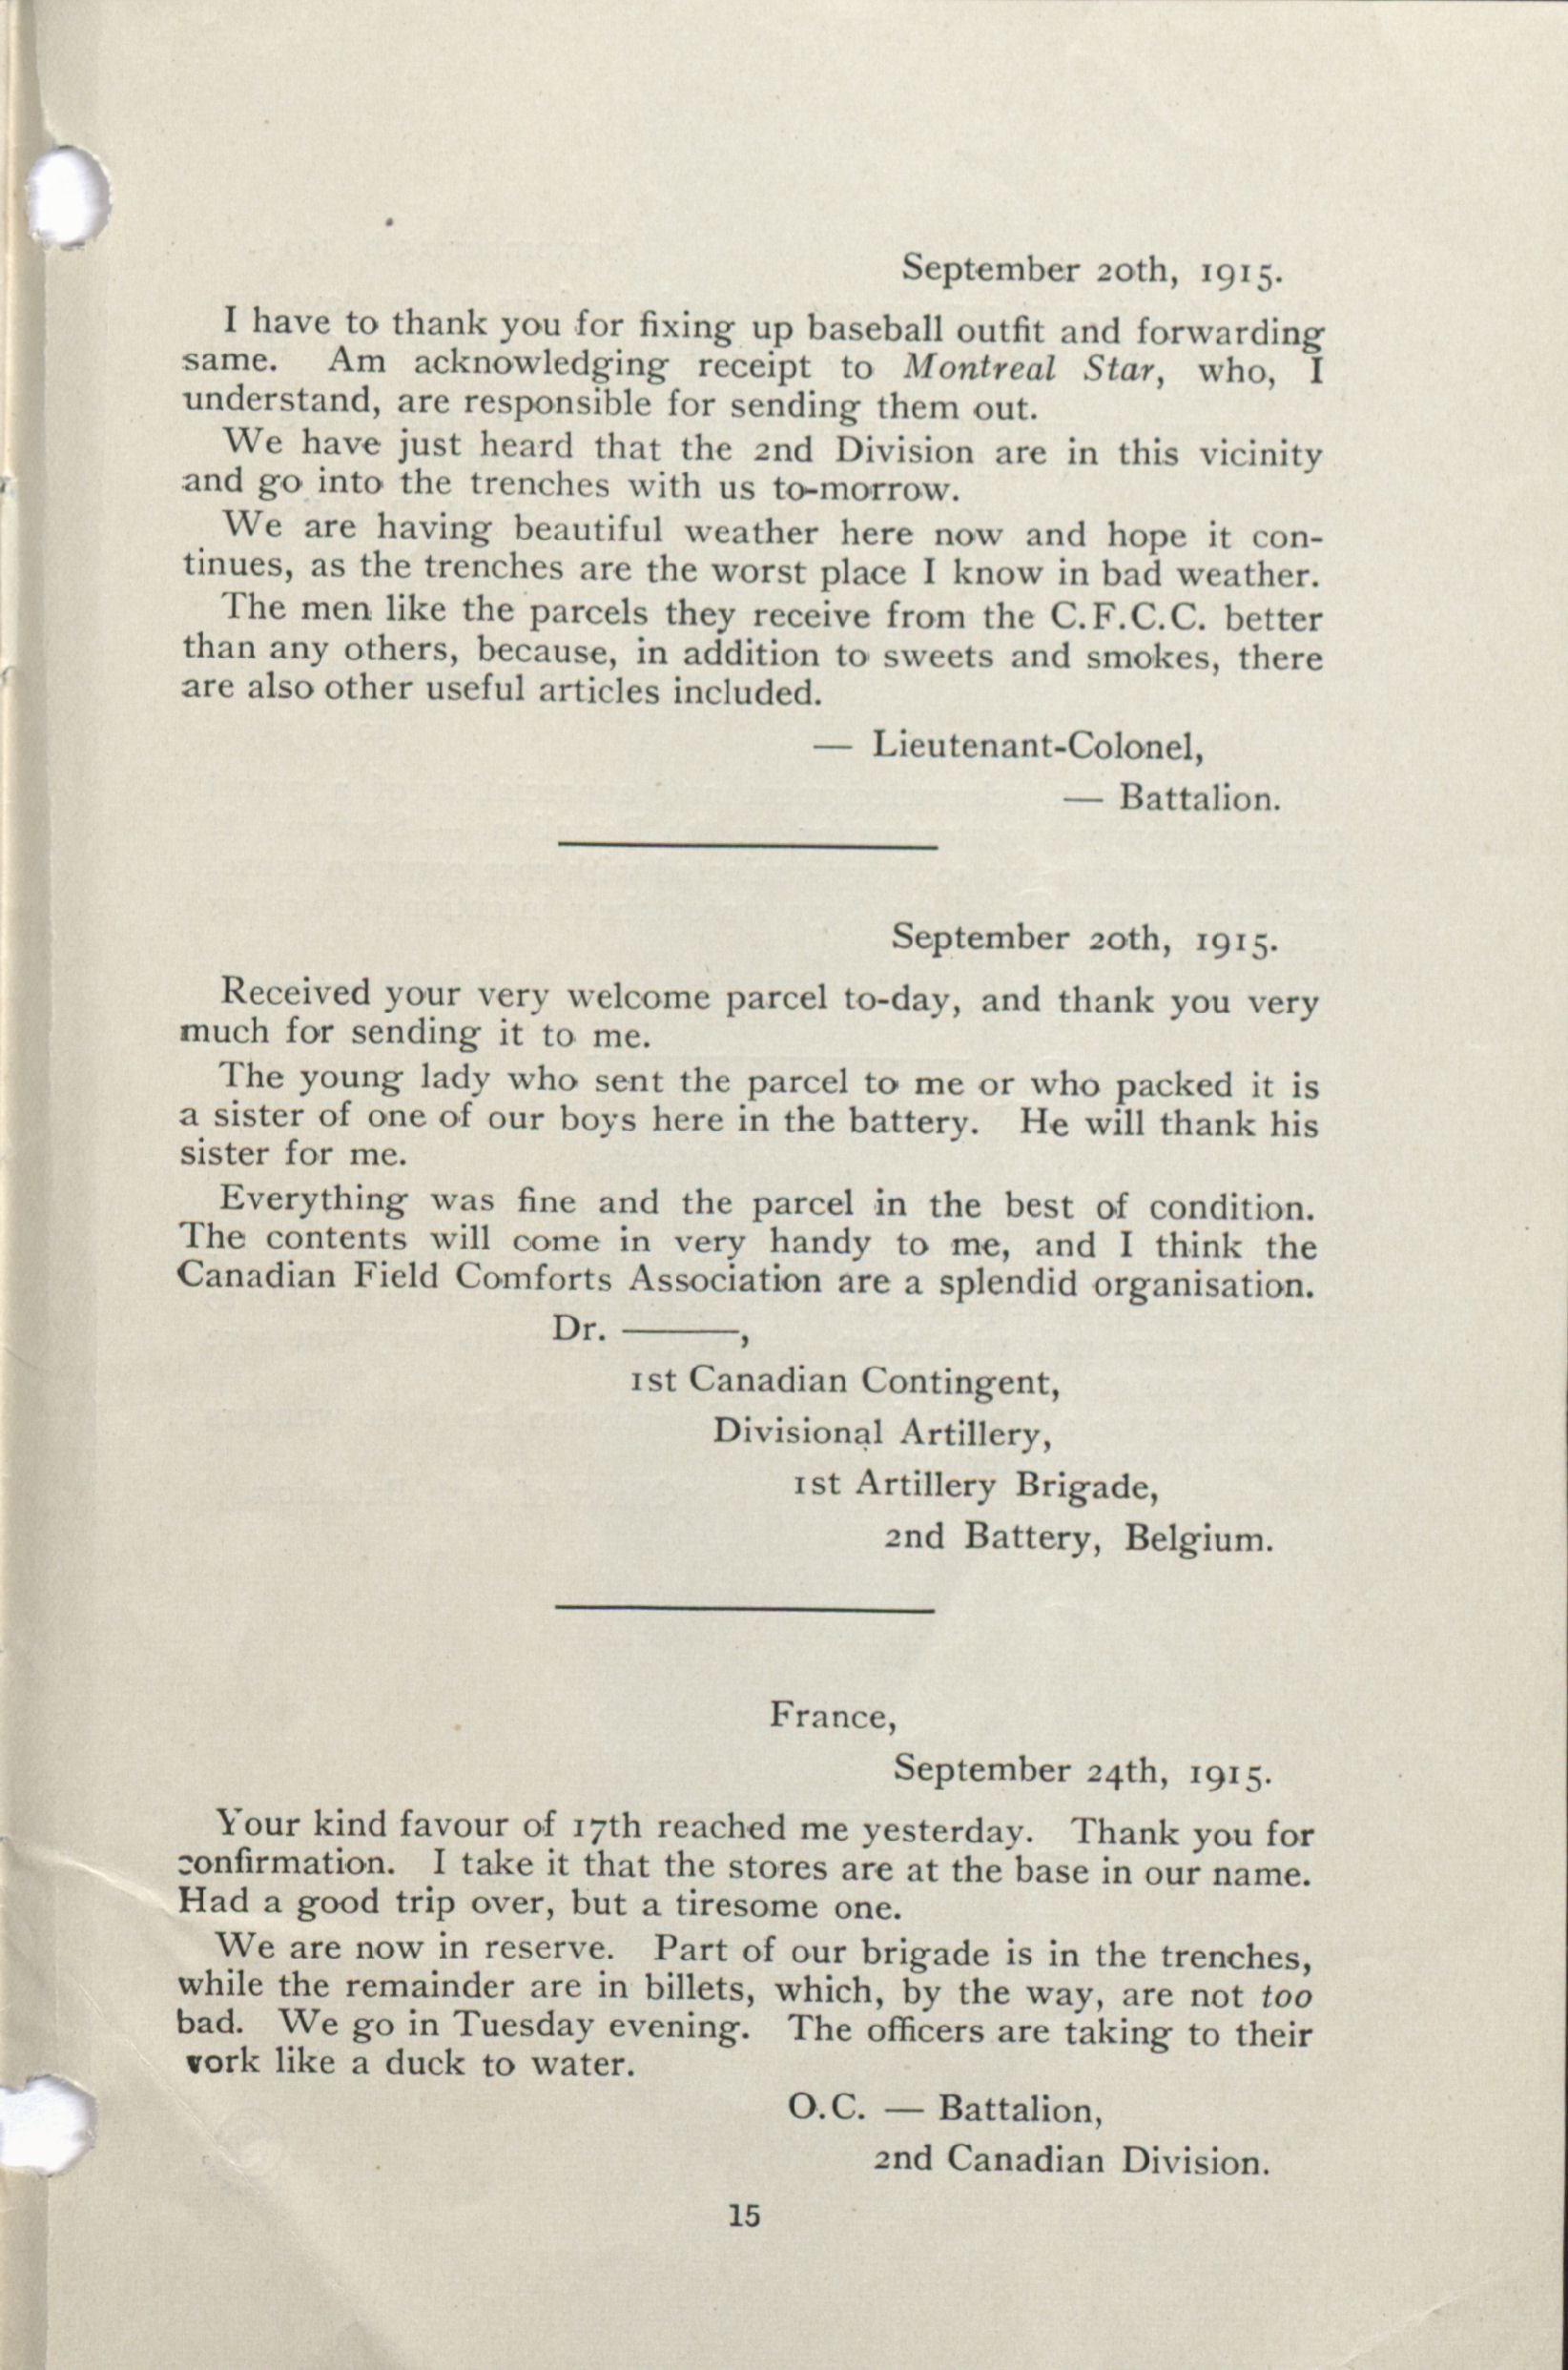 September 20th, 1915.
I have to thank you for fixing up baseball outfit and forwarding
same. Am acknowledging receipt to Montreal Star, who, I
understand, are responsible for sending them out.
We have just heard that the 2nd Division are in this vicinity
and go into the trenches with us to-morrow.
We are having beautiful weather here now and hope it con-
tinues, as the trenches are the worst place I know in bad weather.
The men like the parcels they receive from the C.F.C.C. better
than any others, because, in addition to sweets and smokes, there
are also other useful articles included.
— Lieutenant-Colonel,
— Battalion.
September 20th, 1915.
Received your very welcome parcel to-day, and thank you very
much for sending it to me.
The young lady who sent the parcel to me or who packed it is
a sister of one of our boys here in the battery. He will thank his
sister for me.
Everything was fine and the parcel in the best of condition.
The contents will come in very handy to me, and I think the
Canadian Field Comforts Association are a splendid organisation.
Dr. ———,
1st Canadian Contingent,
Divisional Artillery,
1st Artillery Brigade,
2nd Battery, Belgium.
France,
September 24th, 1915.
Your kind favour of 17th reached me yesterday. Thank you for
confirmation. I take it that the stores are at the base in our name.
Had a good trip over, but a tiresome one.
We are now in reserve. Part of our brigade is in the trenches,
while the remainder are in billets, which, by the way, are not too
bad. We go in Tuesday evening. The officers are taking to their
work like a duck to water.
O.C. — Battalion,
2nd Canadian Division.
15